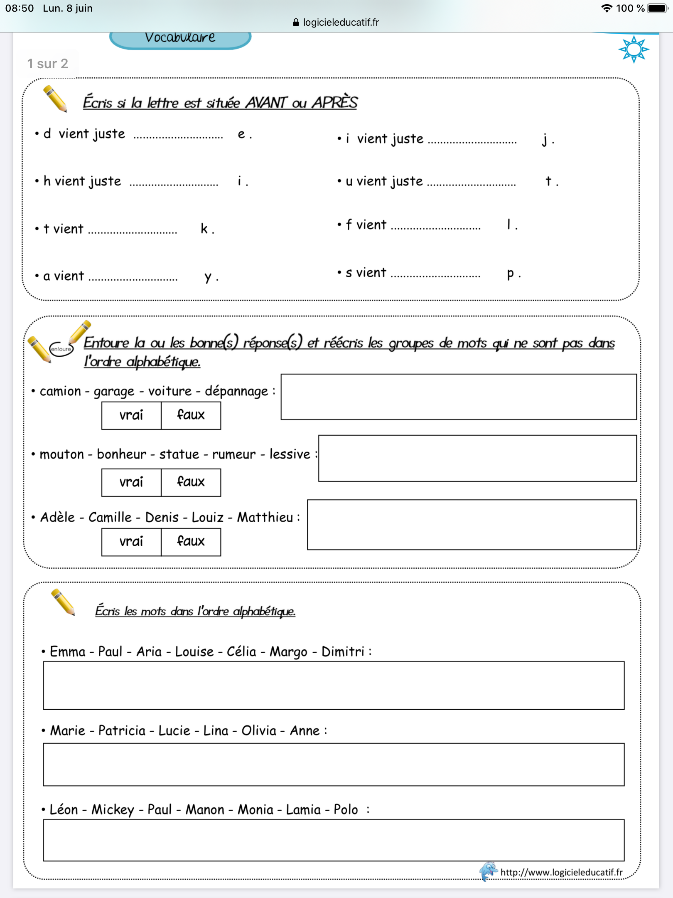 08:50 Lun. 8 juin
100 %
logicieleducatif.fr
Vocabulaire
1 sur 2
Écris si la lettre est située AVANT ou APRÈS
• d vient juste ............................ e .
• i vient juste ............................ j .
• h vient juste ............................ i .
• u vient juste ............................ t .
• t vient ............................ k .
• f vient ............................ l .
• a vient ............................ y .
• s vient ............................ p .
entoure
Entoure la ou les bonne(s) réponse(s) et réécris les groupes de mots qui ne sont pas dans
l'ordre alphabétique.
• camion - garage - voiture - dépannage :
vrai faux
• mouton - bonheur - statue - rumeur - lessive :
vrai faux
• Adèle - Camille - Denis - Louiz - Matthieu :
vrai faux
Écris les mots dans l'ordre alphabétique.
• Emma - Paul - Aria - Louise - Célia - Margo - Dimitri :
• Marie - Patricia - Lucie - Lina - Olivia - Anne :
• Léon - Mickey - Paul - Manon - Monia - Lamia - Polo :
http://www.logicieleducatif.fr